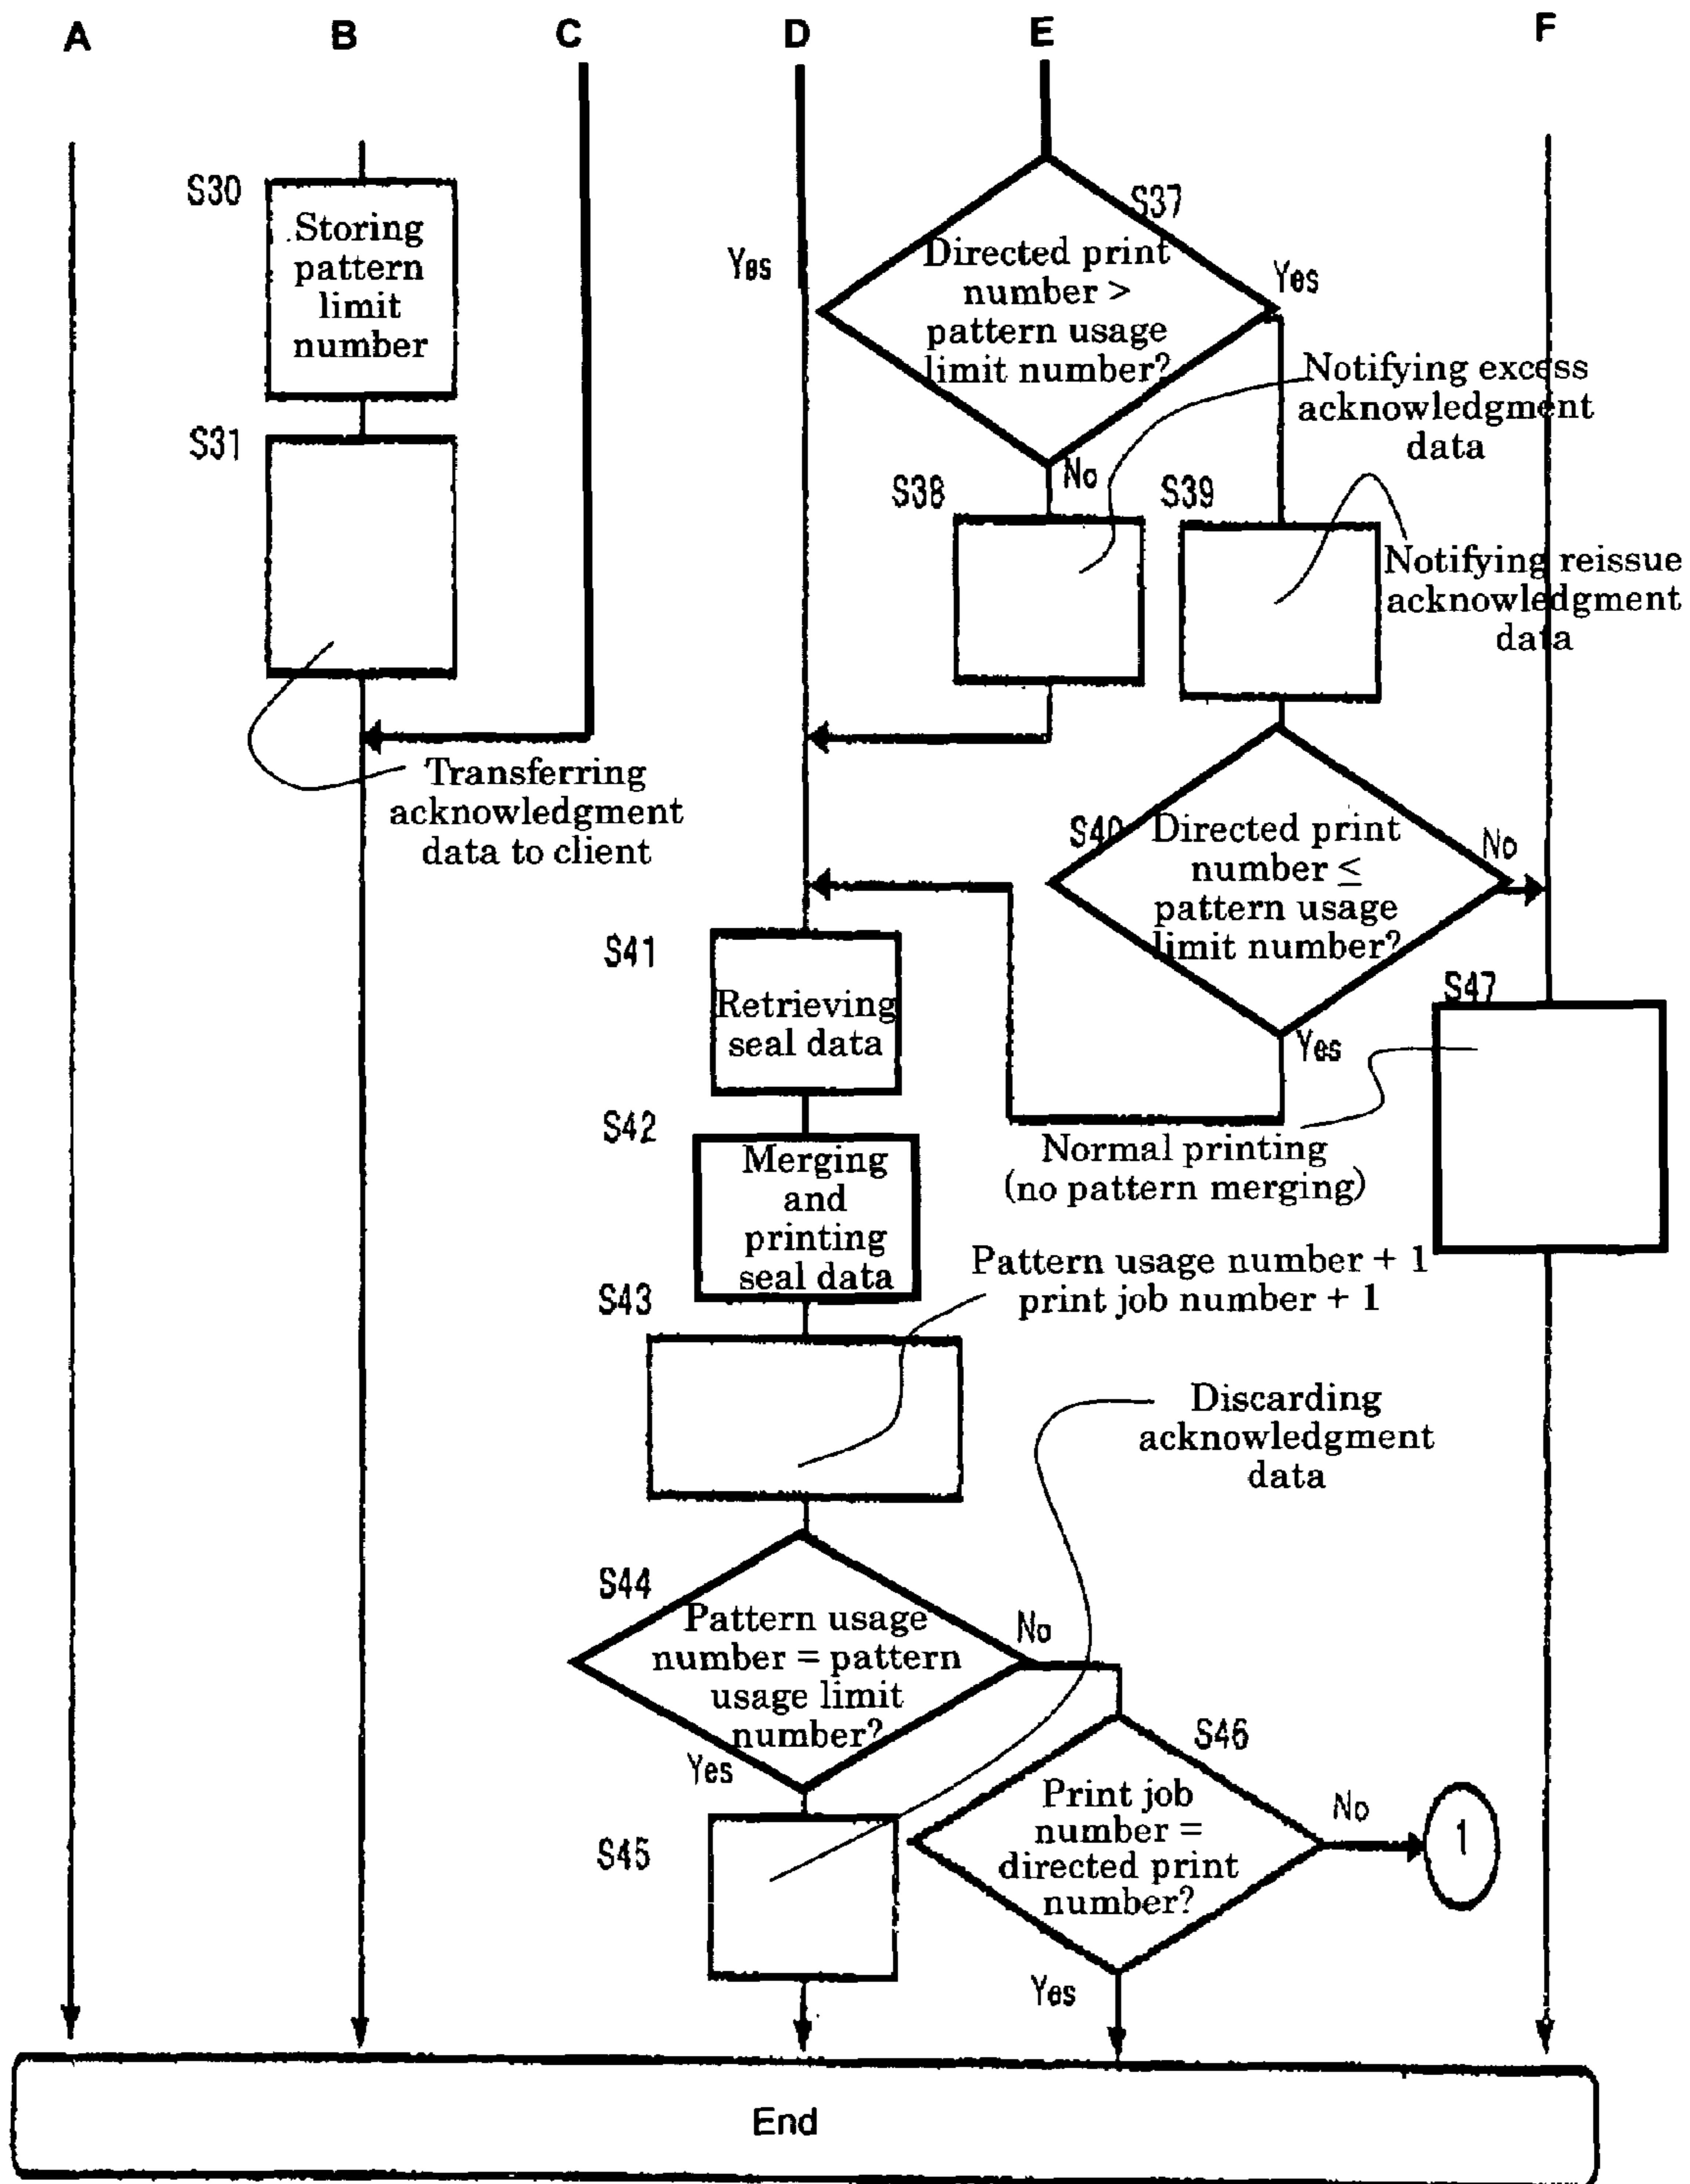 A
B
C
D
E
F
S30
Storing
pattern
limit
number
S31
Transferring
acknowledgment
data to client
Yes
S37
Directed print
number >
pattern usage
limit number?
Yes
No
Notifying excess
acknowledgment
data
S38
S39
Notifying reissue
acknowledgment
data
S40
Directed print
number ≤
pattern usage
limit number?
No
Yes
S41
Retrieving
seal data
S47
Normal printing
(no pattern merging)
S42
Merging
and
printing
seal data
S43
Pattern usage number + 1
print job number + 1
Discarding
acknowledgment
data
S44
Pattern usage
number = pattern
usage limit
number?
No
Yes
S45
S46
Print job
number =
directed print
number?
No
1
Yes
End